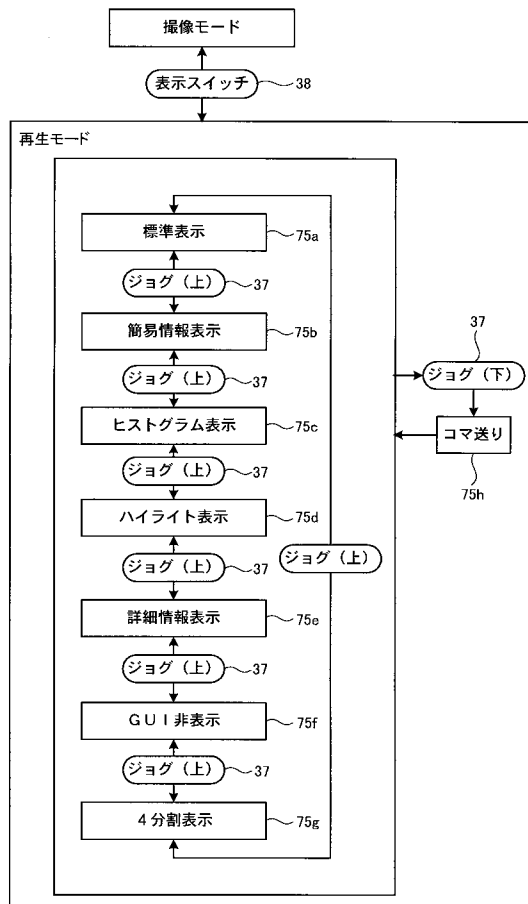 撮像モード
表示スイッチ
38
再生モード
標準表示
75a
ジョグ（上）
37
簡易情報表示
75b
ジョグ（上）
37
ヒストグラム表示
75c
ジョグ（上）
37
ハイライト表示
75d
ジョグ（上）
37
詳細情報表示
75e
ジョグ（上）
37
ＧＵＩ非表示
75f
ジョグ（上）
37
４分割表示
75g
ジョグ（上）
37
ジョグ（下）
コマ送り
75h